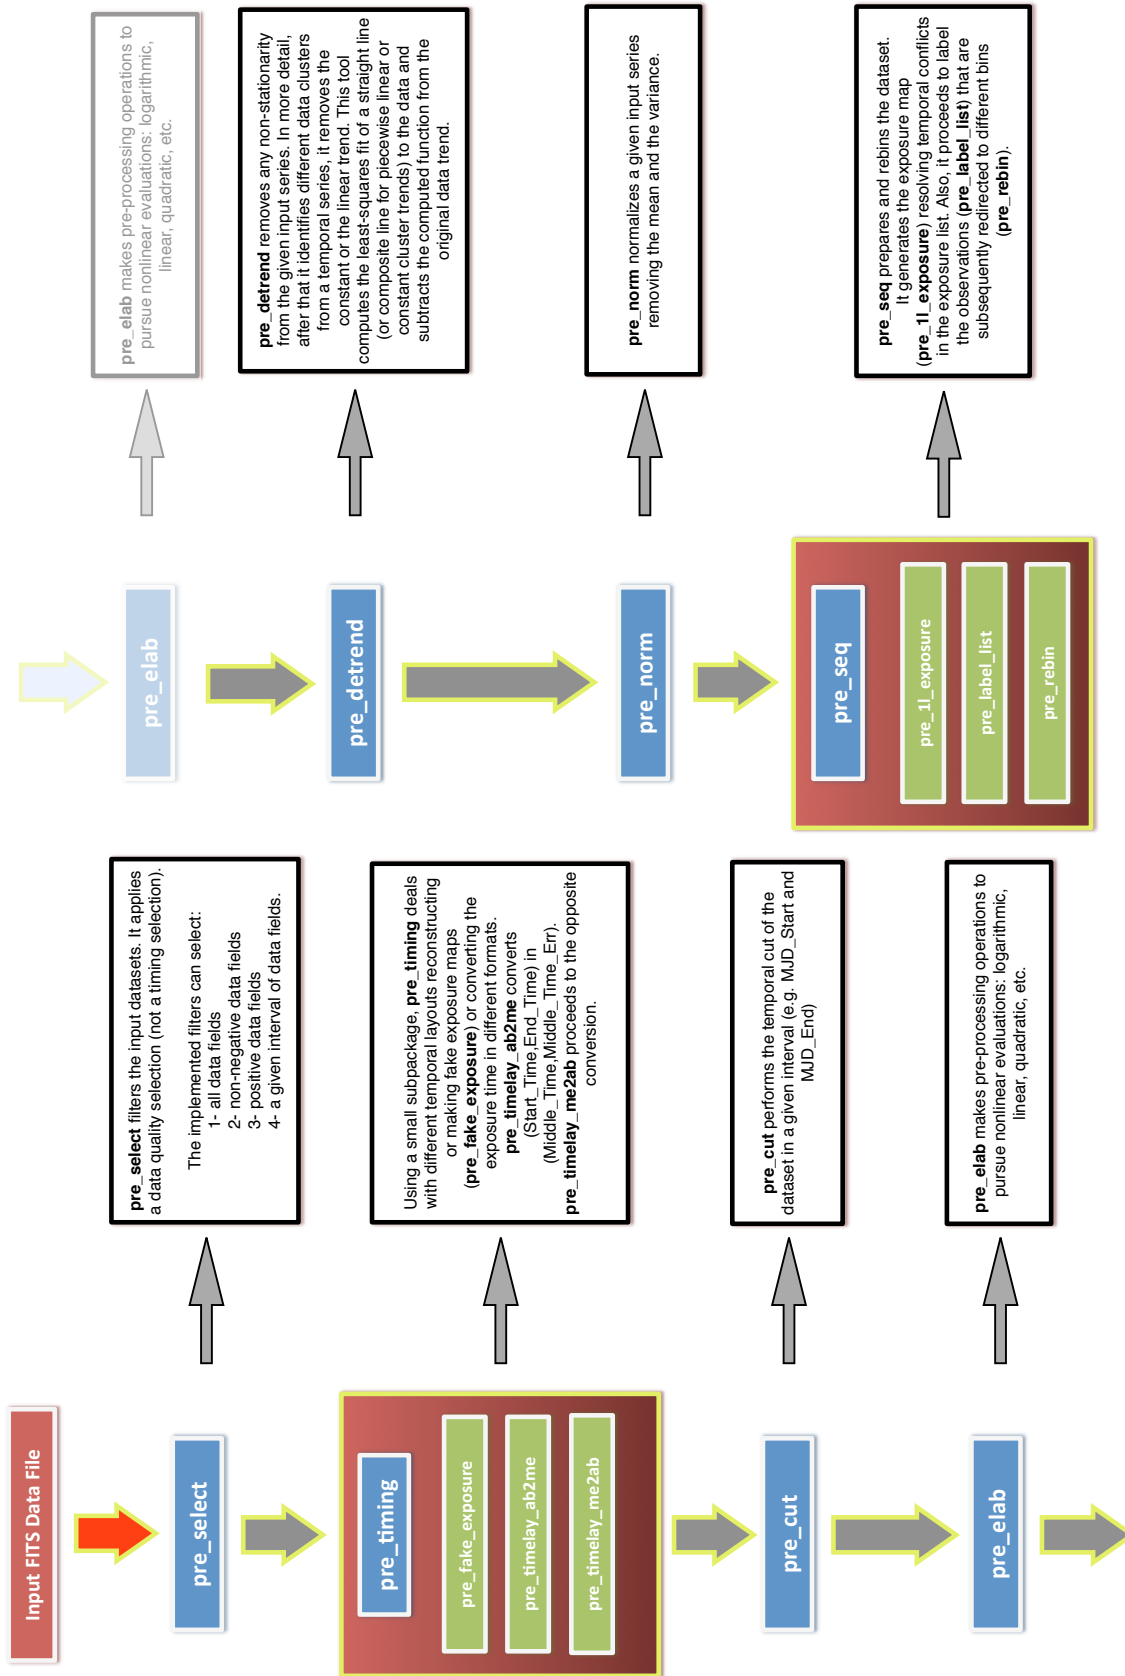 Input FITS Data File
pre_select
pre_select filters the input datasets. It applies
a data quality selection (not a timing selection).
The implemented filters can select:
1- all data fields
2- non-negative data fields
3- positive data fields
4- a given interval of data fields.
pre_timing
pre_fake_exposure
pre_timelay_ab2me
pre_timelay_me2ab
Using a small subpackage, pre_timing deals
with different temporal layouts reconstructing
or making fake exposure maps
(pre_fake_exposure) or converting the
exposure time in different formats.
pre_timelay_ab2me converts
(Start_Time,End_Time) in
(Middle_Time,Middle_Time_Err).
pre_timelay_me2ab proceeds to the opposite
conversion.
pre_cut
pre_cut performs the temporal cut of the
dataset in a given interval (e.g. MJD_Start and
MJD_End)
pre_elab
pre_elab makes pre-processing operations to
pursue nonlinear evaluations: logarithmic,
linear, quadratic, etc.
pre_elab
pre_elab makes pre-processing operations to
pursue nonlinear evaluations: logarithmic,
linear, quadratic, etc.
pre_detrend
pre_detrend removes any non-stationarity
from the given input series. In more detail,
after that it identifies different data clusters
from a temporal series, it removes the
constant or the linear trend. This tool
computes the least-squares fit of a straight line
(or composite line for piecewise linear or
constant cluster trends) to the data and
subtracts the computed function from the
original data trend.
pre_norm
pre_norm normalizes a given input series
removing the mean and the variance.
pre_seq
pre_1l_exposure
pre_label_list
pre_rebin
pre_seq prepares and rebins the dataset.
It generates the exposure map
(pre_1l_exposure) resolving temporal conflicts
in the exposure list. Also, it proceeds to label
the observations (pre_label_list) that are
subsequently redirected to different bins
(pre_rebin).